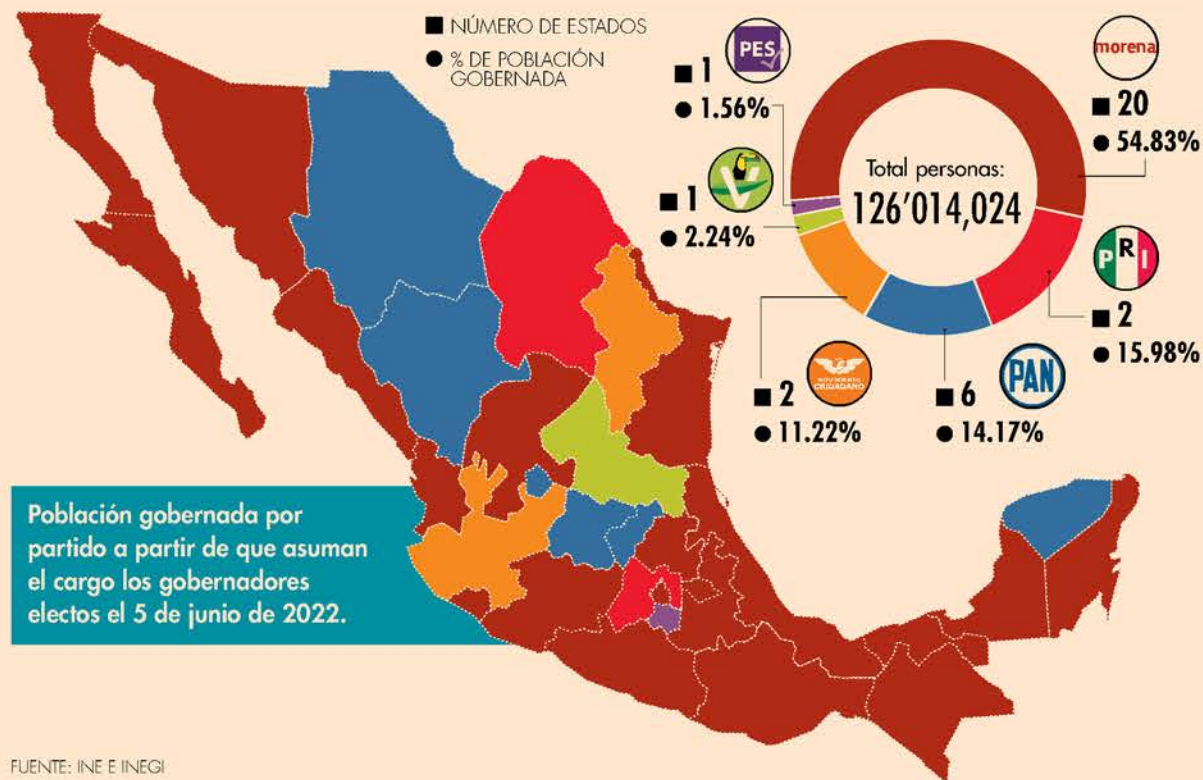 NÚMERO DE ESTADOS
% DE POBLACIÓN
GOBERNADA
PES
1
1.56%
V
1
2.24%
morena
20
54.83%
Total personas:
126'014,024
PRI
2
15.98%
MOVIMIENTO
CIUDADANO
2
11.22%
PAN
6
14.17%
Población gobernada por
partido a partir de que asuman
el cargo los gobernadores
electos el 5 de junio de 2022.
FUENTE: INE E INEGI